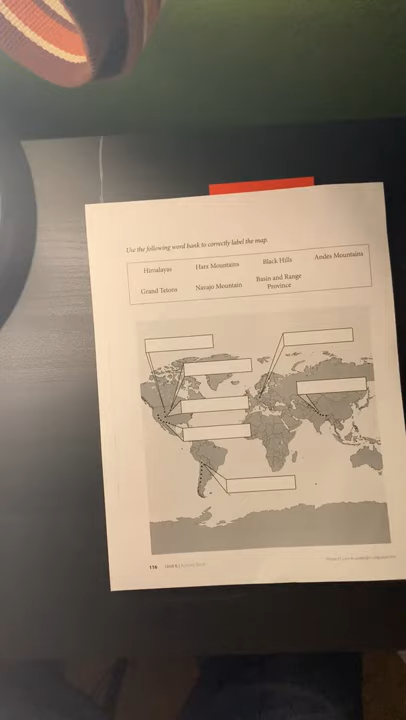 Use the following word bank to correctly label the map.
Himalayas Harz Mountains Black Hills Andes Mountains
Grand Tetons Navajo Mountain Basin and Range Province
116